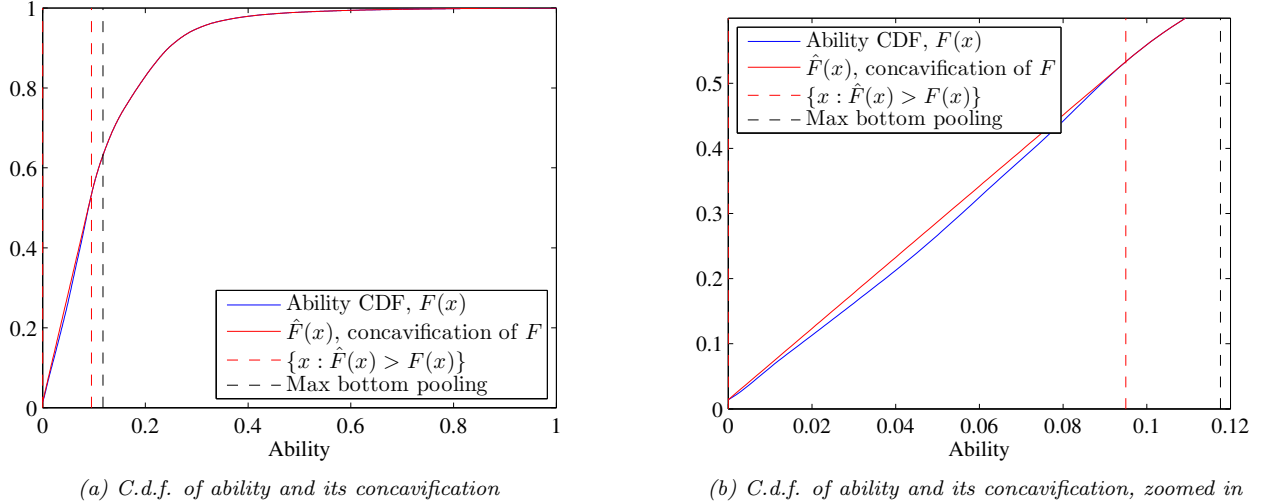 1
0.8
0.6
0.4
0.2
0
0 0.2 0.4 0.6 0.8 1
Ability
Ability CDF, F(x)
F̂(x), concavification of F
{x : F̂(x) > F(x)}
Max bottom pooling
(a) C.d.f. of ability and its concavification
0.5
0.4
0.3
0.2
0.1
0
0 0.02 0.04 0.06 0.08 0.1 0.12
Ability
Ability CDF, F(x)
F̂(x), concavification of F
{x : F̂(x) > F(x)}
Max bottom pooling
(b) C.d.f. of ability and its concavification, zoomed in